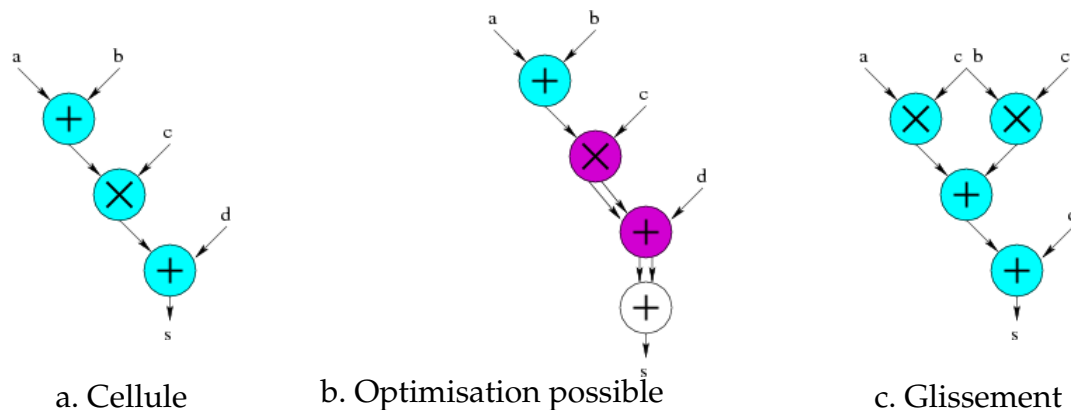 a b
+
c
×
d
+
s
a. Cellule
a b
+
c
×
d
+
+
s
b. Optimisation possible
a c b c
× ×
+
+
s
c. Glissement